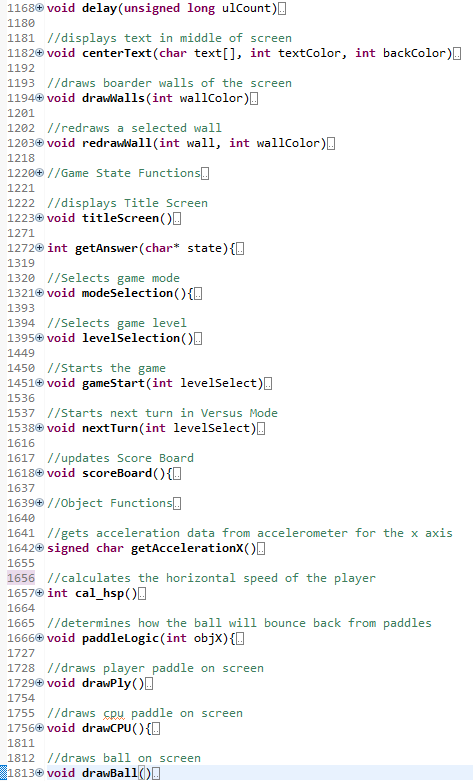 1168 void delay(unsigned long ulCount)
1180
1181 //displays text in middle of screen
1182 void centerText(char text[], int textColor, int backColor)
1192
1193 //draws boarder walls of the screen
1194 void drawWalls(int wallColor)
1201
1202 //redraws a selected wall
1203 void redrawWall(int wall, int wallColor)
1218
1220 //Game State Functions
1221
1222 //displays Title Screen
1223 void titleScreen()
1271
1272 int getAnswer(char* state){
1319
1320 //Selects game mode
1321 void modeSelection(){
1393
1394 //Selects game level
1395 void levelSelection()
1449
1450 //Starts the game
1451 void gameStart(int levelSelect)
1536
1537 //Starts next turn in Versus Mode
1538 void nextTurn(int levelSelect)
1616
1617 //updates Score Board
1618 void scoreBoard(){
1637
1639 //Object Functions
1640
1641 //gets acceleration data from accelerometer for the x axis
1642 signed char getAccelerationX()
1655
1656 //calculates the horizontal speed of the player
1657 int cal_hsp()
1664
1665 //determines how the ball will bounce back from paddles
1666 void paddleLogic(int objX){
1727
1728 //draws player paddle on screen
1729 void drawPly()
1754
1755 //draws cpu paddle on screen
1756 void drawCPU(){
1811
1812 //draws ball on screen
1813 void drawBall()